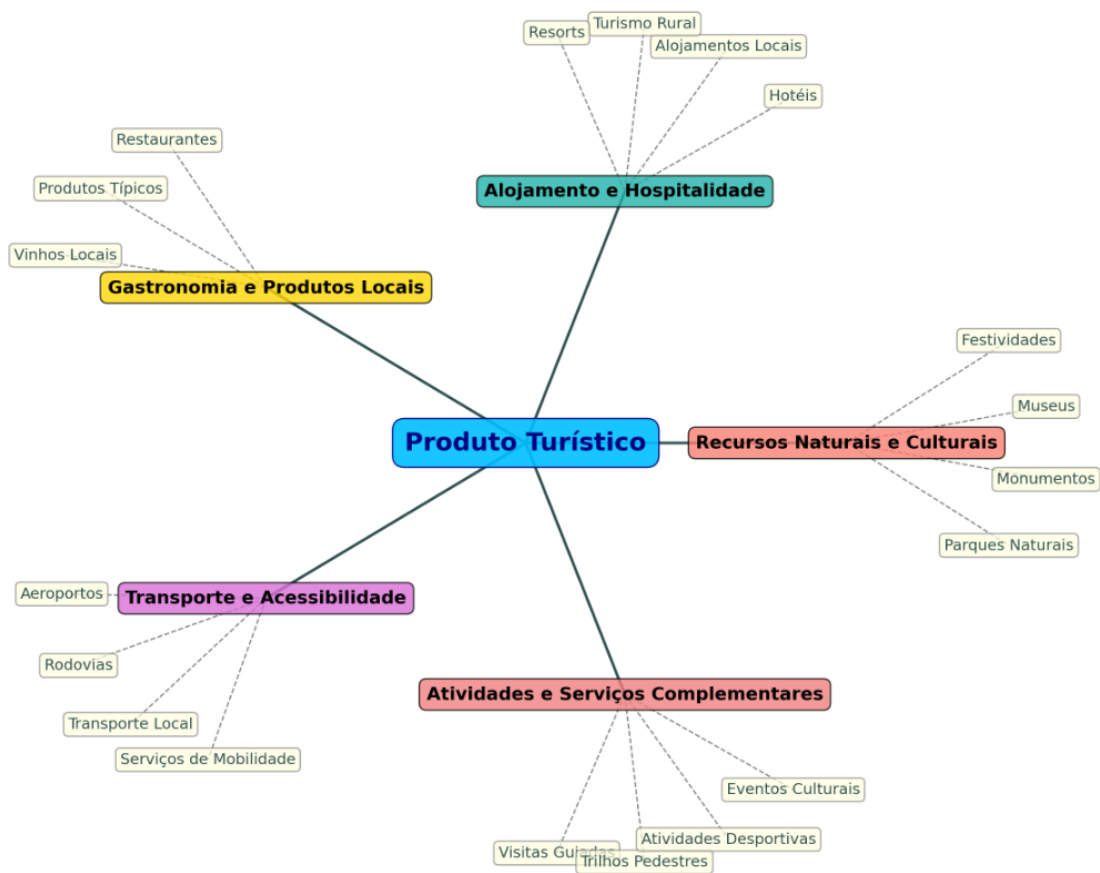 Turismo Rural
Resorts
Alojamentos Locais
Hotéis
Restaurantes
Produtos Típicos
Alojamento e Hospitalidade
Vinhos Locais
Gastronomia e Produtos Locais
Festividades
Museus
Produto Turístico
Recursos Naturais e Culturais
Monumentos
Parques Naturais
Aeroportos
Transporte e Acessibilidade
Rodovias
Atividades e Serviços Complementares
Transporte Local
Serviços de Mobilidade
Eventos Culturais
Atividades Desportivas
Visitas Guiadas
Trilhos Pedestres